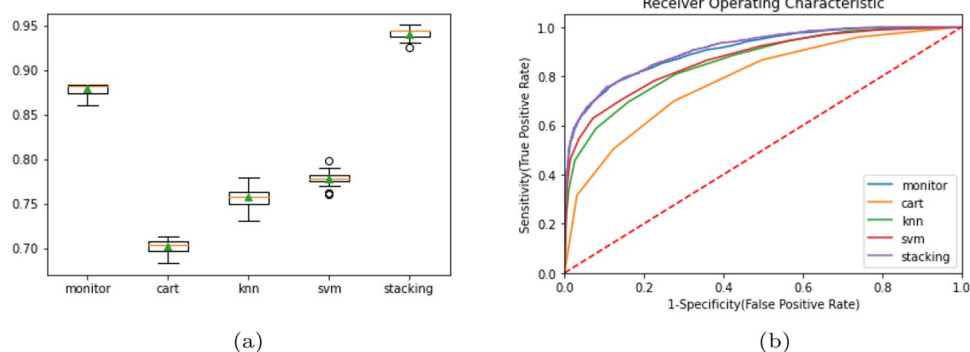 0.95
0.90
0.85
0.80
0.75
0.70
monitor cart knn svm stacking
(a)
Receiver Operating Characteristic
Sensitivity(True Positive Rate)
1.0
0.8
0.6
0.4
0.2
0.0
monitor
cart
knn
svm
stacking
0.0 0.2 0.4 0.6 0.8 1.0
1-Specificity(False Positive Rate)
(b)